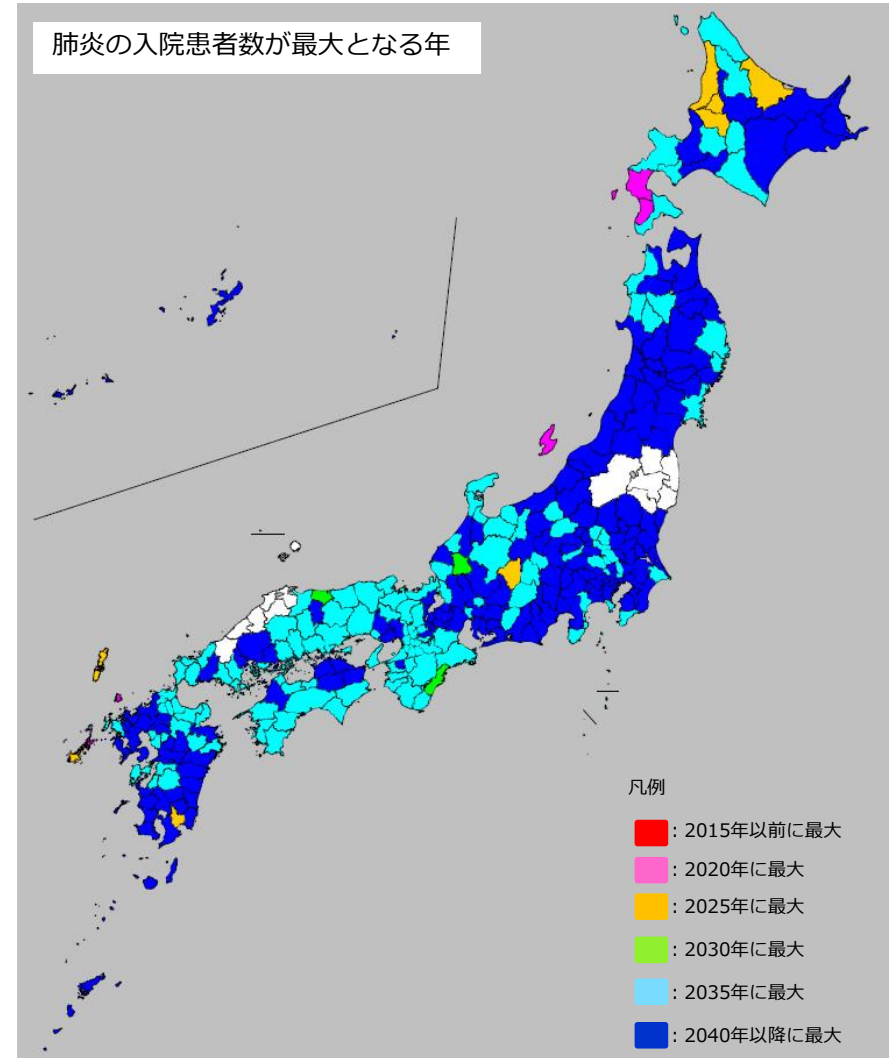 肺炎の入院患者数が最大となる年
凡例
：2015年以前に最大
：2020年に最大
：2025年に最大
：2030年に最大
：2035年に最大
：2040年以降に最大